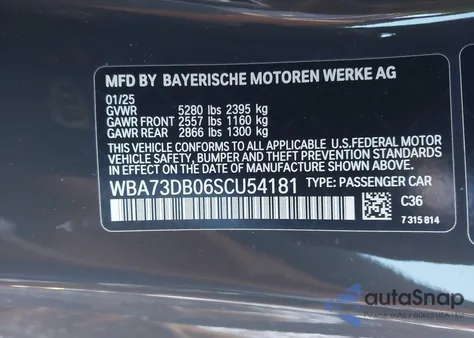 MFD BY BAYERISCHE MOTOREN WERKE AG
01/25
GVWR 5280 lbs 2395 kg
GAWR FRONT 2557 lbs 1160 kg
GAWR REAR 2866 lbs 1300 kg
THIS VEHICLE CONFORMS TO ALL APPLICABLE U.S.FEDERAL MOTOR
VEHICLE SAFETY, BUMPER AND THEFT PREVENTION STANDARDS
IN EFFECT ON THE DATE OF MANUFACTURE SHOWN ABOVE.
WBA73DB06SCU54181 TYPE: PASSENGER CAR
C36
7315814
autoSnap